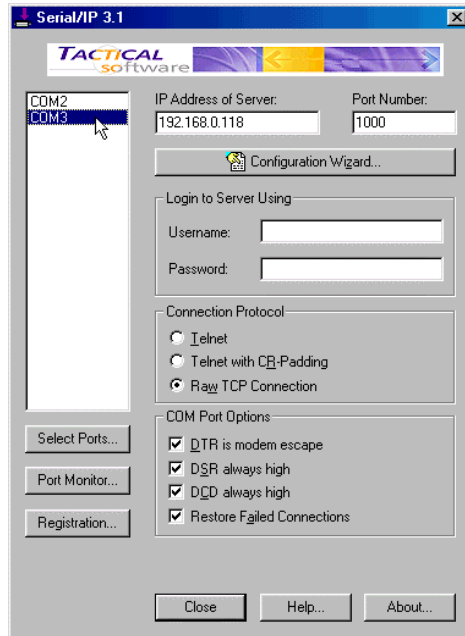 Serial/IP 3.1
TACTICAL
software
COM2
COM3
IP Address of Server:
Port Number:
192.168.0.118
1000
Configuration Wizard...
Login to Server Using
Username:
Password:
Connection Protocol
Telnet
Telnet with CR-Padding
Raw TCP Connection
COM Port Options
DTR is modem escape
DSR always high
DCD always high
Restore Failed Connections
Select Ports...
Port Monitor...
Registration...
Close
Help...
About...